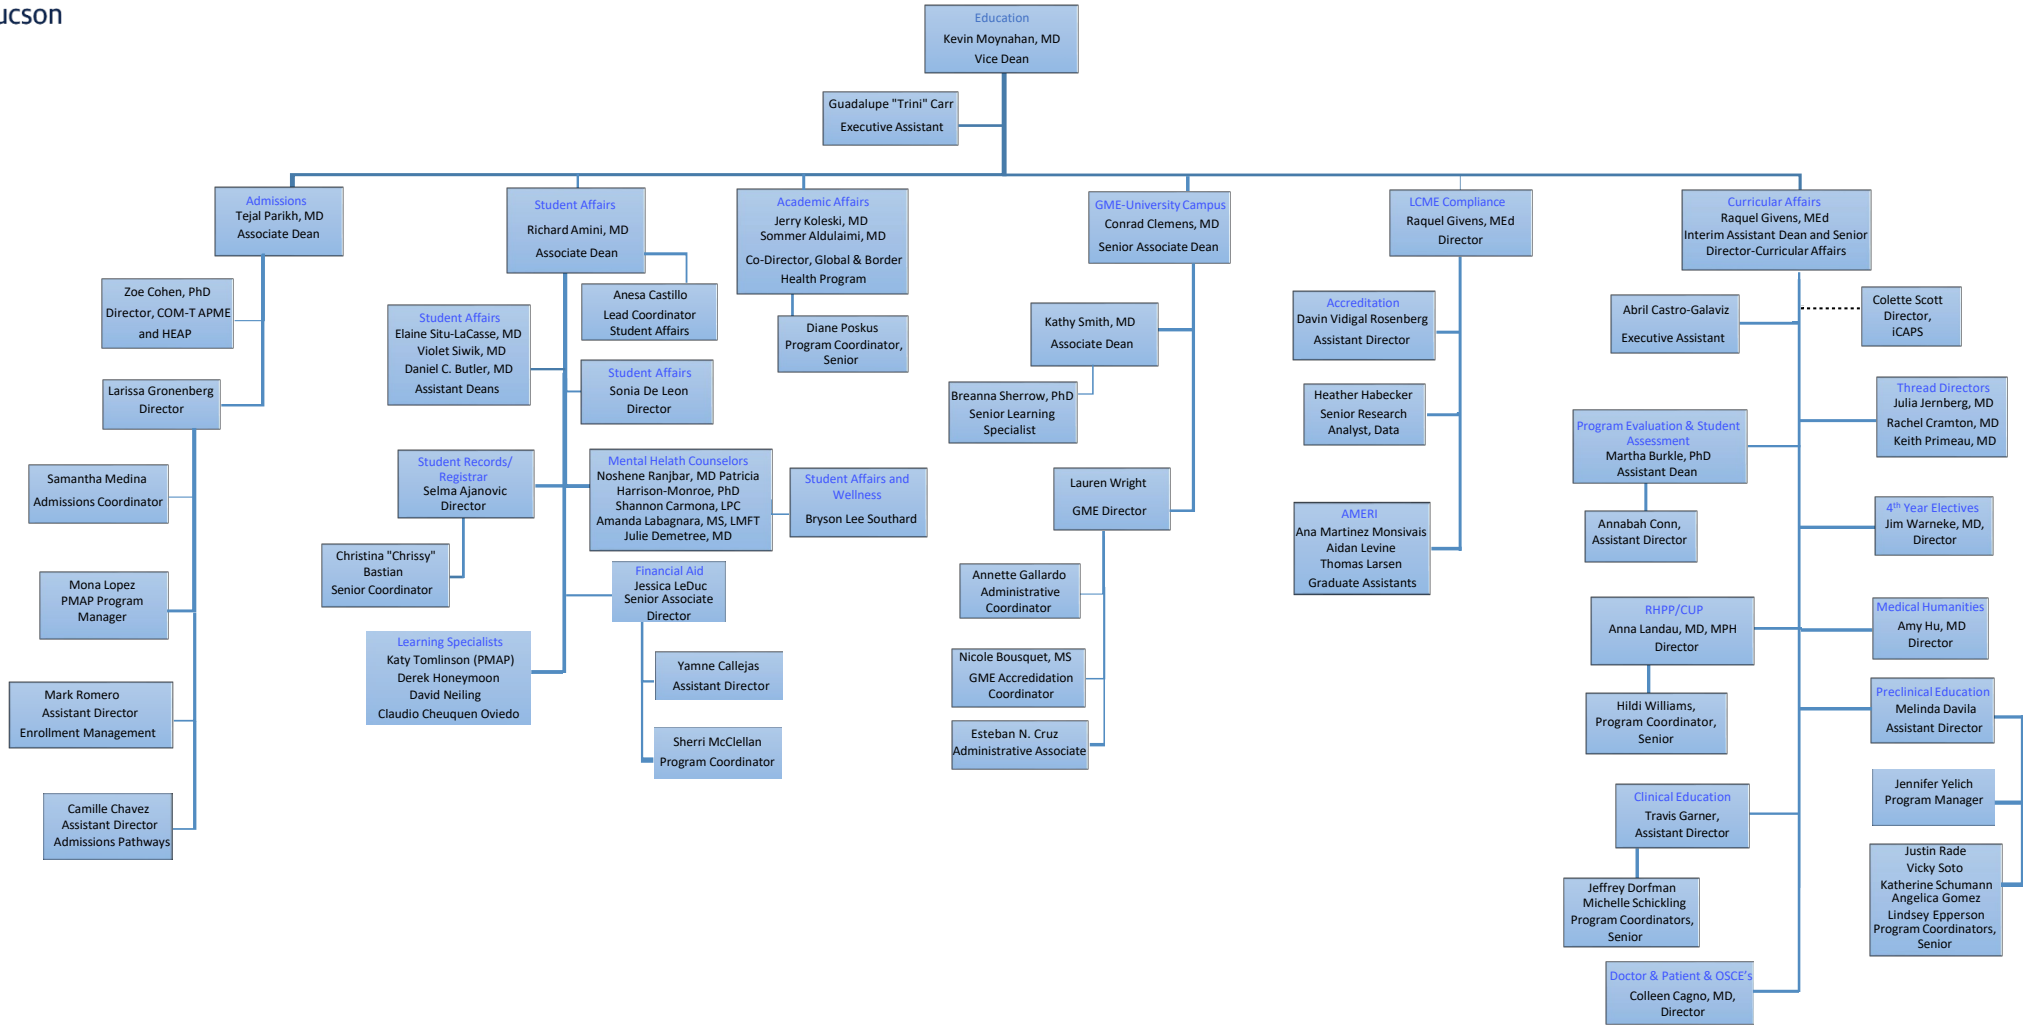 ucson
Education
Kevin Moynahan, MD
Vice Dean
Guadalupe "Trini" Carr
Executive Assistant
Admissions
Tejal Parikh, MD
Associate Dean
Zoe Cohen, PhD
Director, COM-T APME
and HEAP
Larissa Gronenberg
Director
Samantha Medina
Admissions Coordinator
Mona Lopez
PMAP Program
Manager
Mark Romero
Assistant Director
Enrollment Management
Camille Chavez
Assistant Director
Admissions Pathways
Student Affairs
Richard Amini, MD
Associate Dean
Anesa Castillo
Lead Coordinator
Student Affairs
Student Affairs
Elaine Situ-LaCasse, MD
Violet Siwik, MD
Daniel C. Butler, MD
Assistant Deans
Student Affairs
Sonia De Leon
Director
Student Records/
Registrar
Selma Ajanovic
Director
Christina "Chrissy"
Bastian
Senior Coordinator
Mental Helath Counselors
Noshene Ranjbar, MD Patricia
Harrison-Monroe, PhD
Shannon Carmona, LPC
Amanda Labagnara, MS, LMFT
Julie Demetree, MD
Student Affairs and
Wellness
Bryson Lee Southard
Financial Aid
Jessica LeDuc
Senior Associate
Director
Yamne Callejas
Assistant Director
Sherri McClellan
Program Coordinator
Learning Specialists
Katy Tomlinson (PMAP)
Derek Honeymoon
David Neiling
Claudio Cheuquen Oviedo
Academic Affairs
Jerry Koleski, MD
Sommer Aldulaimi, MD
Co-Director, Global & Border
Health Program
Diane Poskus
Program Coordinator,
Senior
GME-University Campus
Conrad Clemens, MD
Senior Associate Dean
Kathy Smith, MD
Associate Dean
Breanna Sherrow, PhD
Senior Learning
Specialist
Lauren Wright
GME Director
Annette Gallardo
Administrative
Coordinator
Nicole Bousquet, MS
GME Accredidation
Coordinator
Esteban N. Cruz
Administrative Associate
LCME Compliance
Raquel Givens, MEd
Director
Accreditation
Davin Vidigal Rosenberg
Assistant Director
Heather Habecker
Senior Research
Analyst, Data
AMERI
Ana Martinez Monsivais
Aidan Levine
Thomas Larsen
Graduate Assistants
Curricular Affairs
Raquel Givens, MEd
Interim Assistant Dean and Senior
Director-Curricular Affairs
Abril Castro-Galaviz
Executive Assistant
Colette Scott
Director,
iCAPS
Thread Directors
Julia Jernberg, MD
Rachel Cramton, MD
Keith Primeau, MD
Program Evaluation & Student
Assessment
Martha Burkle, PhD
Assistant Dean
Annabah Conn,
Assistant Director
4th Year Electives
Jim Warneke, MD,
Director
RHPP/CUP
Anna Landau, MD, MPH
Director
Hildi Williams,
Program Coordinator,
Senior
Medical Humanities
Amy Hu, MD
Director
Preclinical Education
Melinda Davila
Assistant Director
Jennifer Yelich
Program Manager
Justin Rade
Vicky Soto
Katherine Schumann
Angelica Gomez
Lindsey Epperson
Program Coordinators,
Senior
Clinical Education
Travis Garner,
Assistant Director
Jeffrey Dorfman
Michelle Schickling
Program Coordinators,
Senior
Doctor & Patient & OSCE's
Colleen Cagno, MD,
Director